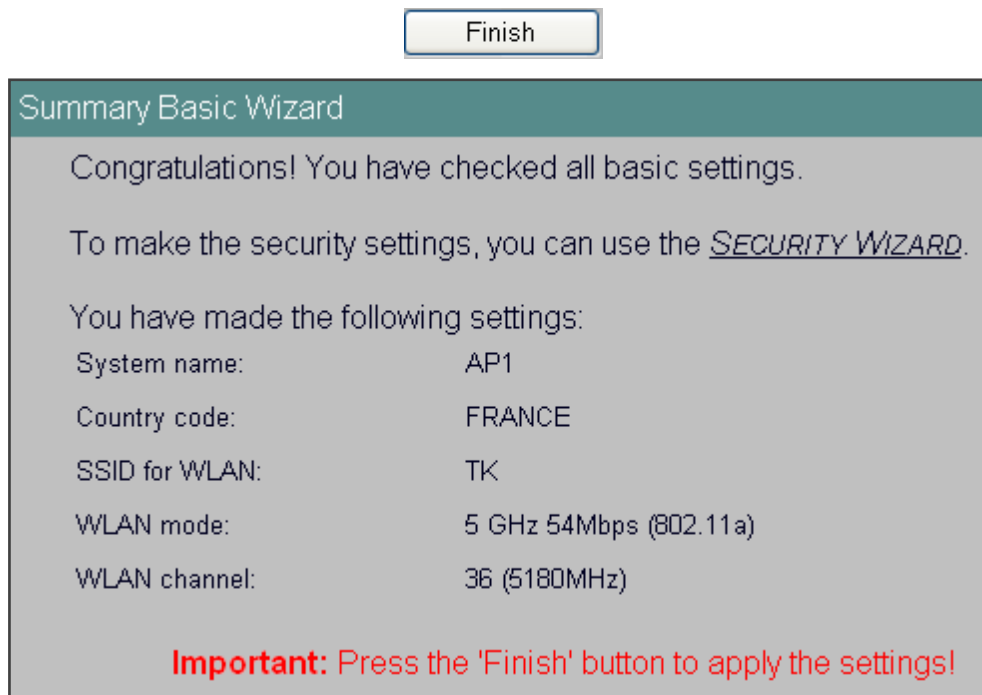 Finish
Summary Basic Wizard
Congratulations! You have checked all basic settings.
To make the security settings, you can use the SECURITY WIZARD.
You have made the following settings:
System name: AP1
Country code: FRANCE
SSID for WLAN: TK
WLAN mode: 5 GHz 54Mbps (802.11a)
WLAN channel: 36 (5180MHz)
Important: Press the 'Finish' button to apply the settings!